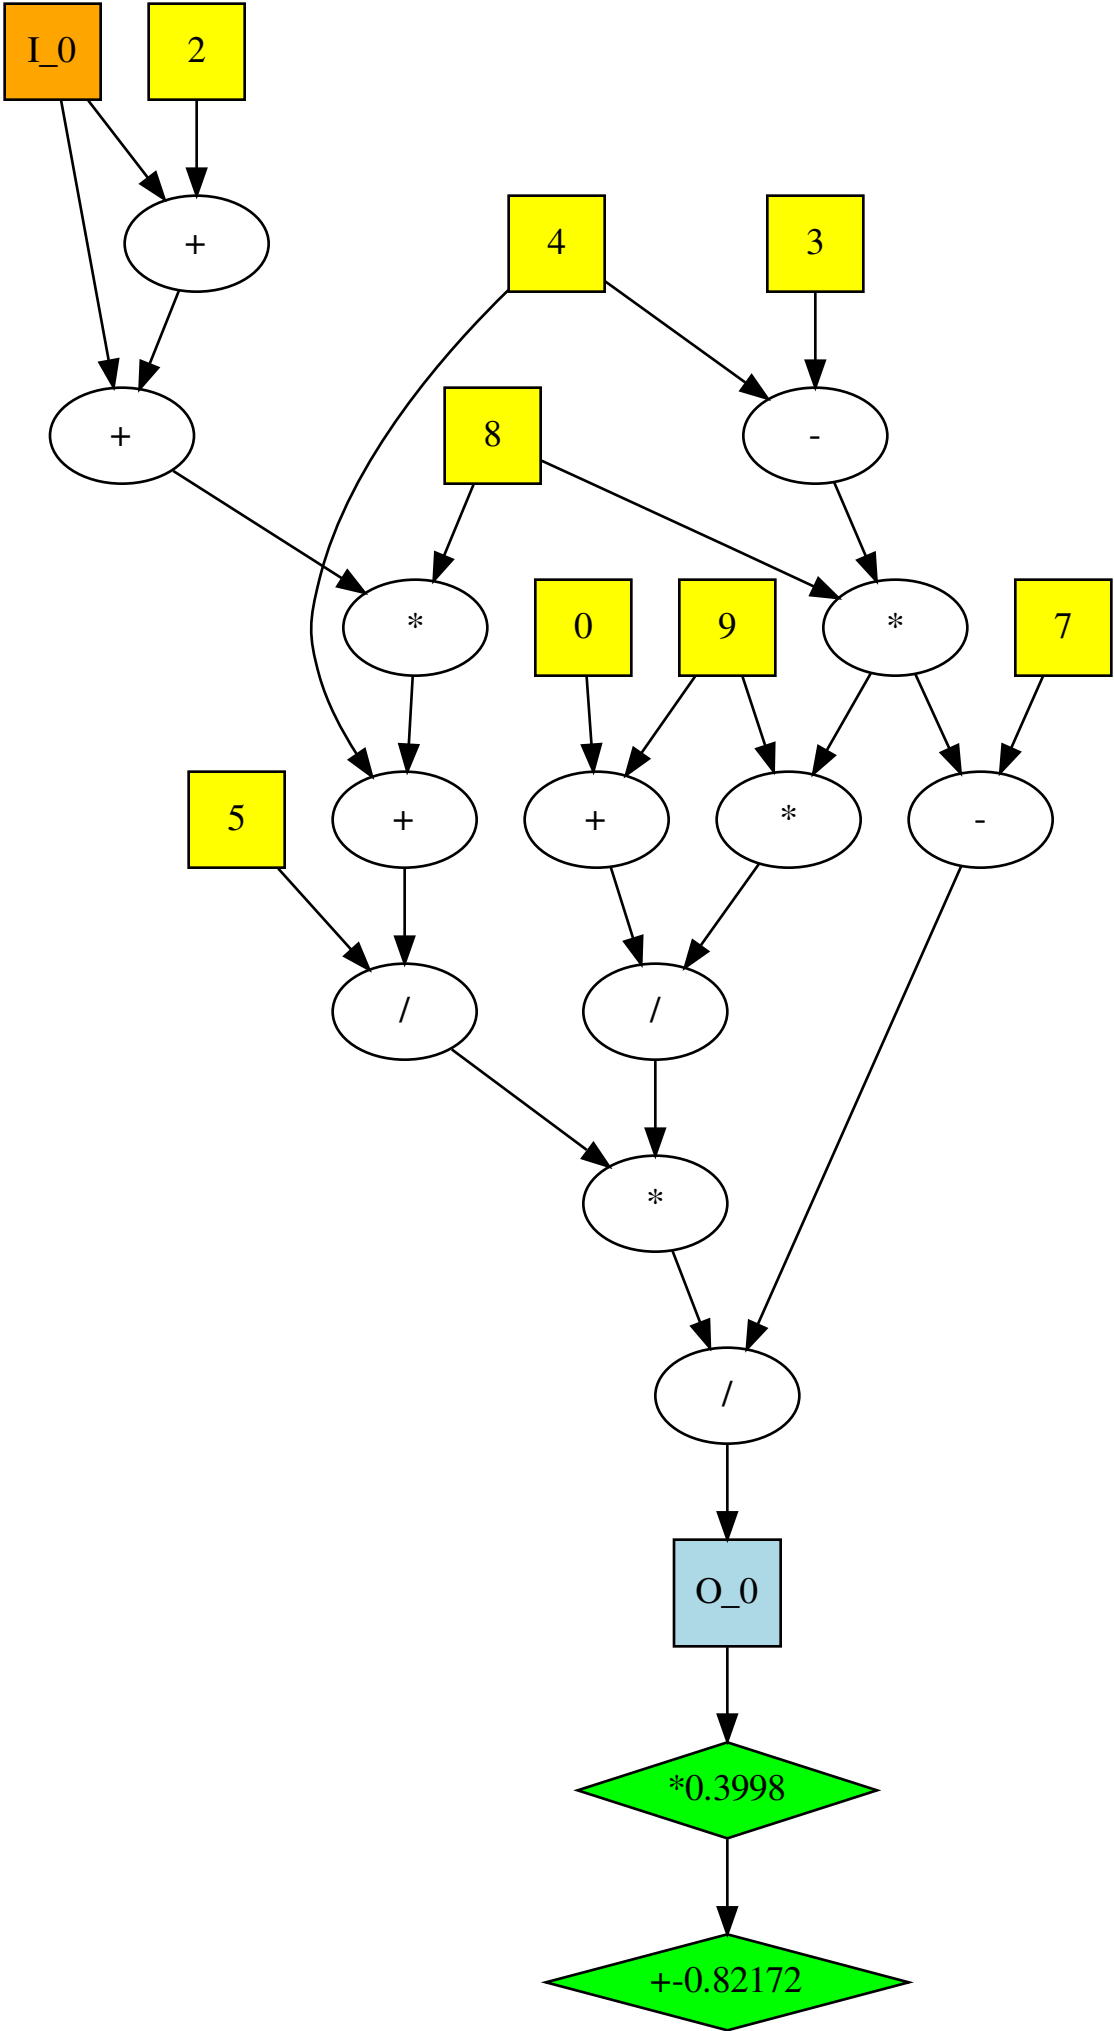 I_0 2
+ 4 3
+ 8 -
* 0 9 * 7
5 + + * -
/ /
*
/
O_0
*0.3998
+-0.82172